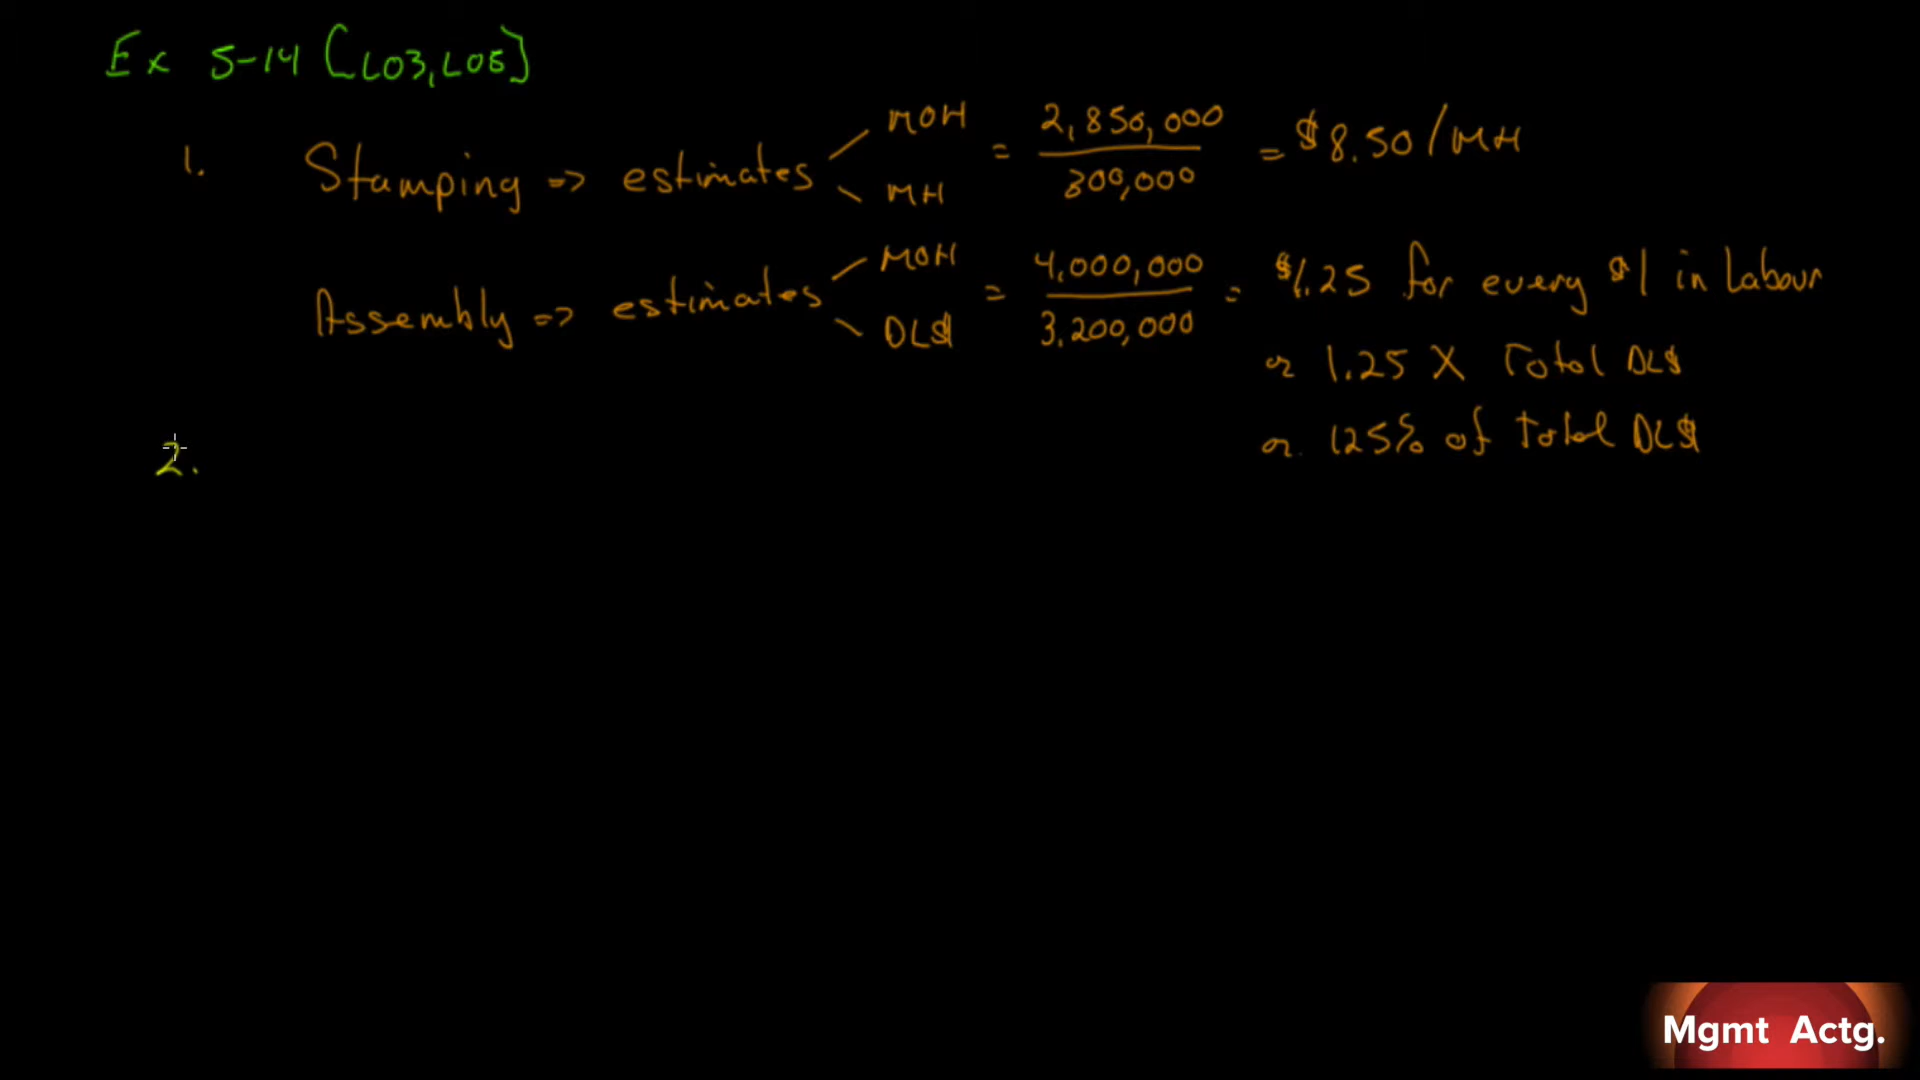 Ex 5-14 (LO3, LO5)
1. Stamping => estimates MOH / MH = 2,850,000 / 300,000 = $8.50/MH
Assembly => estimates MOH / DL$ = 4,000,000 / 3,200,000 = $1.25 for every $1 in labour
or 1.25 X Total DL$
or 125% of total DL$
2.
Mgmt Actg.